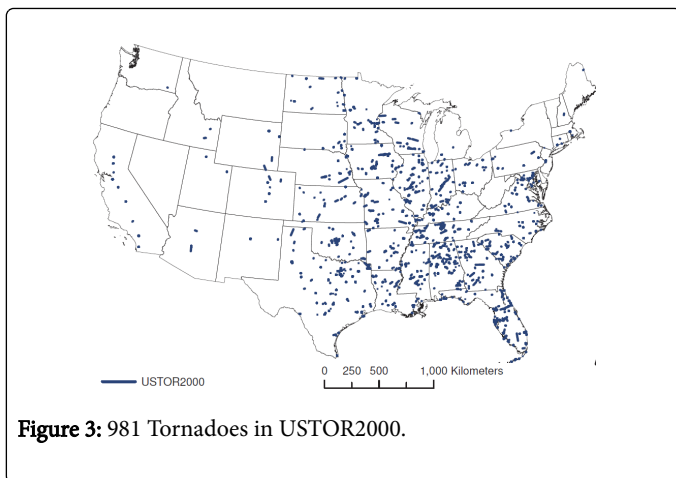 USTOR2000
0 250 500 1,000 Kilometers
Figure 3: 981 Tornadoes in USTOR2000.